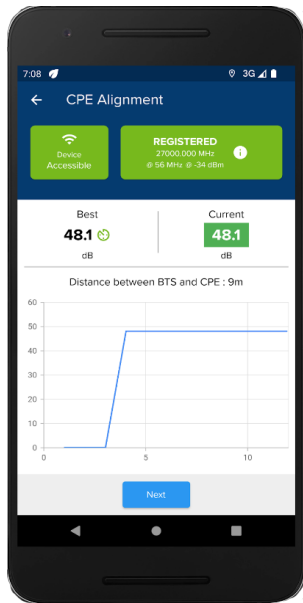 7:08
3G
CPE Alignment
Device
Accessible
REGISTERED
27000.000 MHz
@ 56 MHz @ -34 dBm
i
Best
Current
48.1
48.1
dB
dB
Distance between BTS and CPE : 9m
60
50
40
30
20
10
0
0
5
10
Next